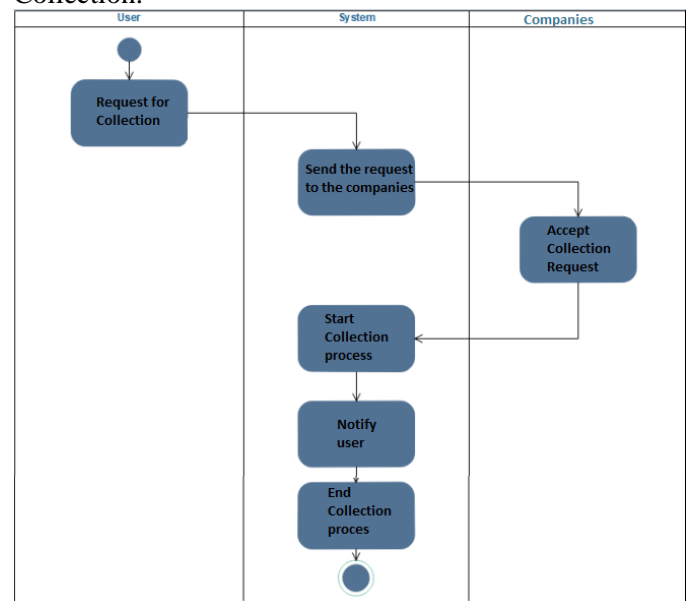 Collection.
User
System
Companies
Request for
Collection
Send the request
to the companies
Accept
Collection
Request
Start
Collection
process
Notify
user
End
Collection
proces